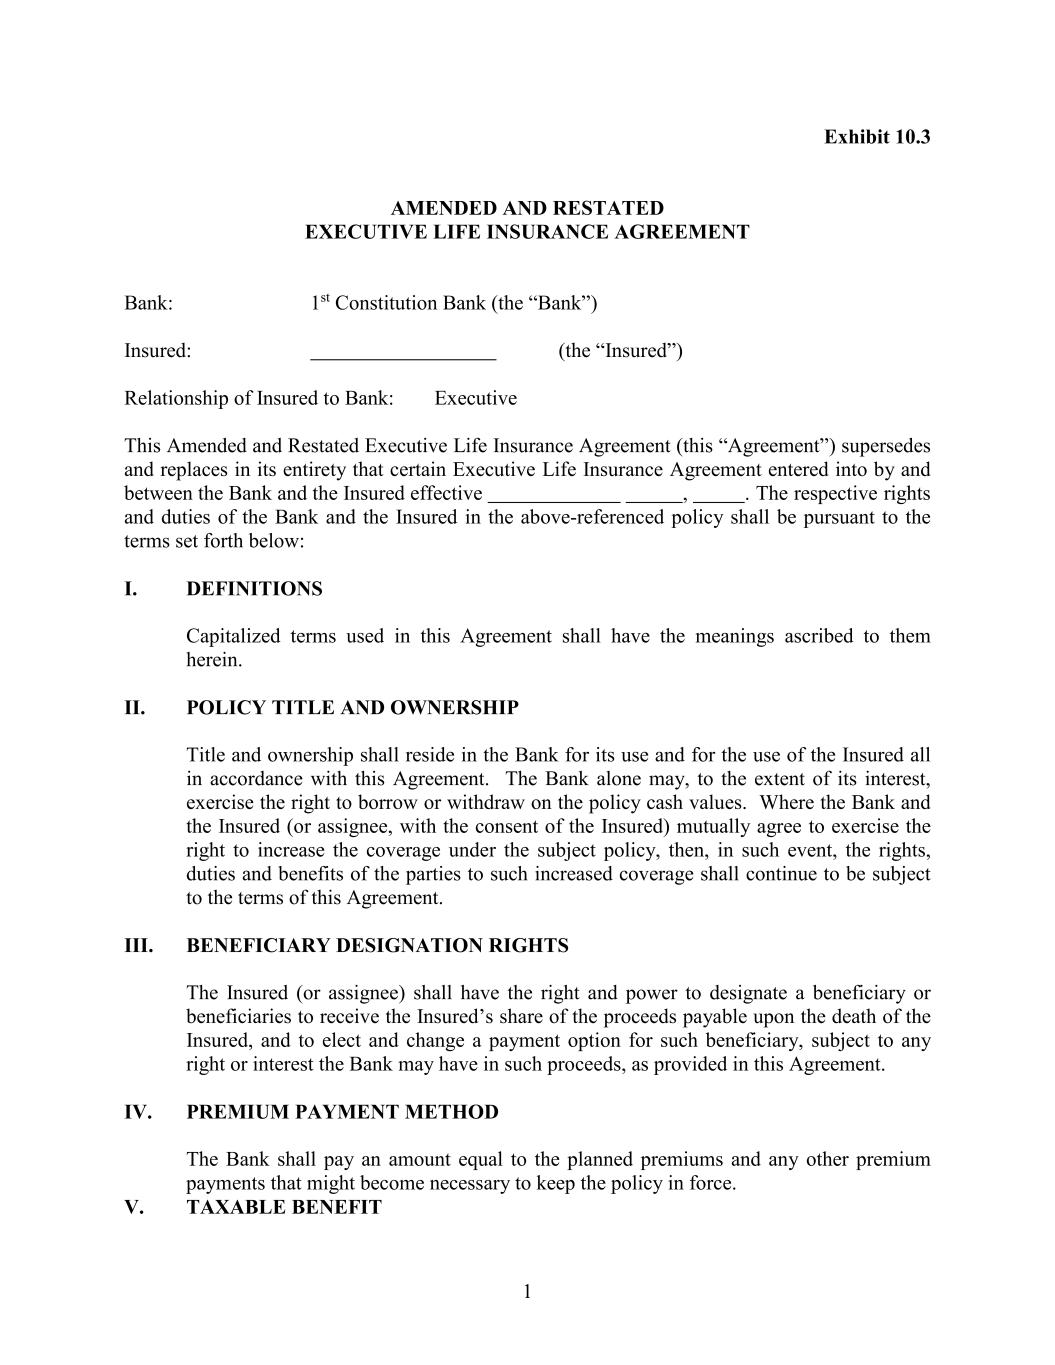 Exhibit 10.3
AMENDED AND RESTATED
EXECUTIVE LIFE INSURANCE AGREEMENT
Bank: 1st Constitution Bank (the “Bank”)
Insured: __________________ (the “Insured”)
Relationship of Insured to Bank: Executive
This Amended and Restated Executive Life Insurance Agreement (this “Agreement”) supersedes
and replaces in its entirety that certain Executive Life Insurance Agreement entered into by and
between the Bank and the Insured effective _____________ ______, _____. The respective rights
and duties of the Bank and the Insured in the above-referenced policy shall be pursuant to the
terms set forth below:
I. DEFINITIONS
Capitalized terms used in this Agreement shall have the meanings ascribed to them
herein.
II. POLICY TITLE AND OWNERSHIP
Title and ownership shall reside in the Bank for its use and for the use of the Insured all
in accordance with this Agreement. The Bank alone may, to the extent of its interest,
exercise the right to borrow or withdraw on the policy cash values. Where the Bank and
the Insured (or assignee, with the consent of the Insured) mutually agree to exercise the
right to increase the coverage under the subject policy, then, in such event, the rights,
duties and benefits of the parties to such increased coverage shall continue to be subject
to the terms of this Agreement.
III. BENEFICIARY DESIGNATION RIGHTS
The Insured (or assignee) shall have the right and power to designate a beneficiary or
beneficiaries to receive the Insured’s share of the proceeds payable upon the death of the
Insured, and to elect and change a payment option for such beneficiary, subject to any
right or interest the Bank may have in such proceeds, as provided in this Agreement.
IV. PREMIUM PAYMENT METHOD
The Bank shall pay an amount equal to the planned premiums and any other premium
payments that might become necessary to keep the policy in force.
V. TAXABLE BENEFIT
1